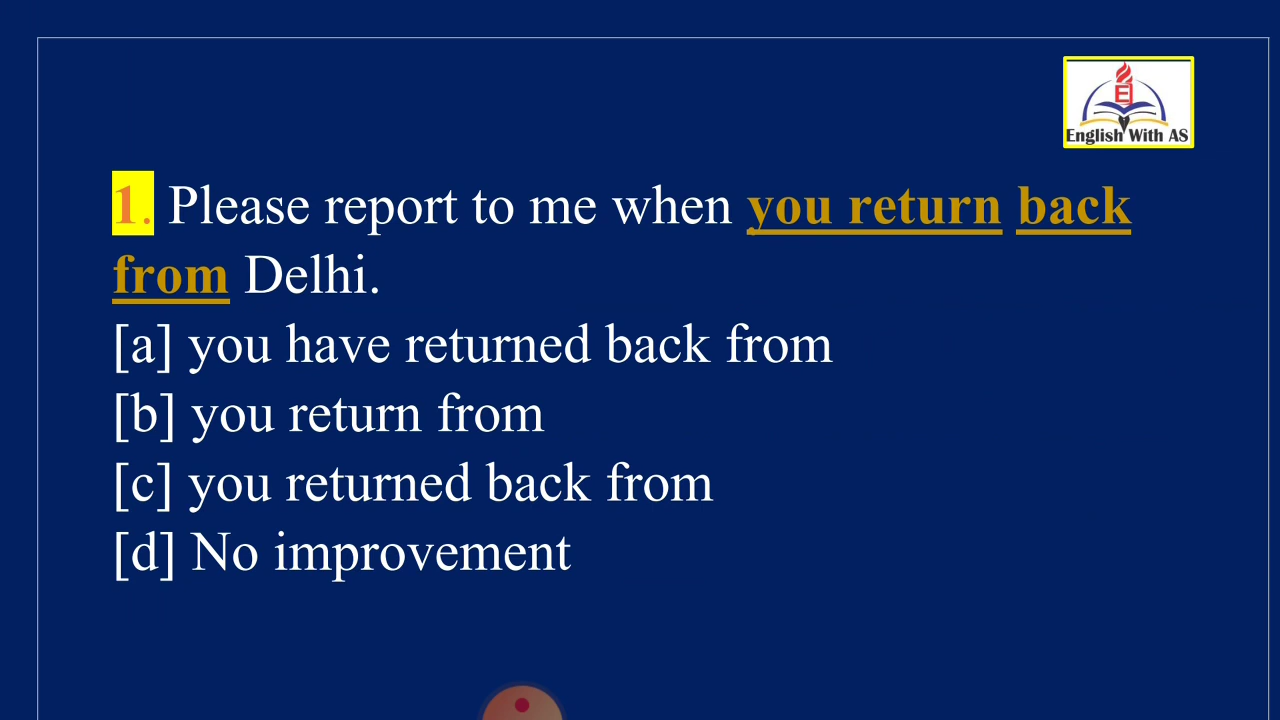 English With AS
1. Please report to me when you return back
from Delhi.
[a] you have returned back from
[b] you return from
[c] you returned back from
[d] No improvement